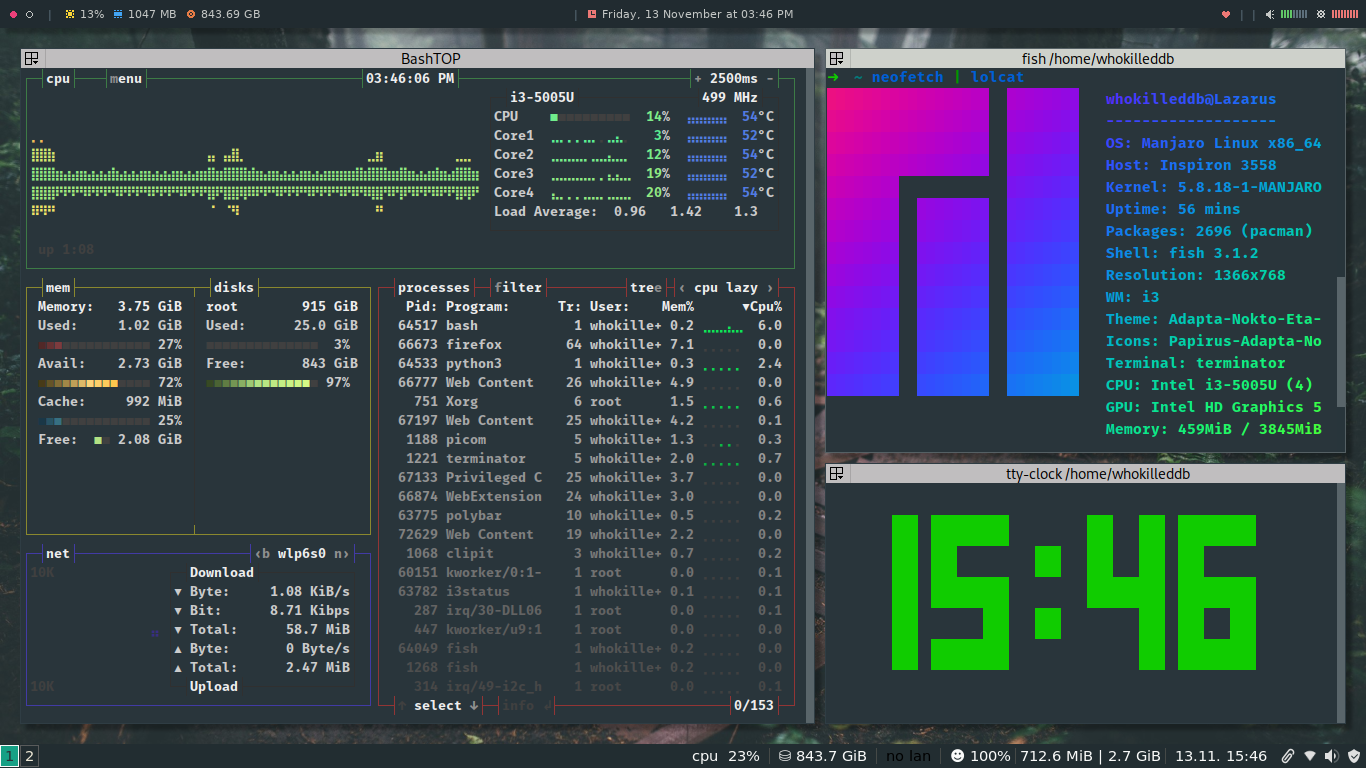 13% 1047 MB 843.69 GB
Friday, 13 November at 03:46 PM
BashTOP
cpu menu 03:46:06 PM + 2500ms -
i3-5005U 499 MHz
CPU 14% 54°C
Core1 3% 52°C
Core2 12% 54°C
Core3 19% 52°C
Core4 20% 54°C
Load Average: 0.96 1.42 1.3
up 1:08
mem disks
Memory: 3.75 GiB root 915 GiB
Used: 1.02 GiB Used: 25.0 GiB
27% 3%
Avail: 2.73 GiB Free: 843 GiB
72% 97%
Cache: 992 MiB
25%
Free: 2.08 GiB
net ‹b wlp6s0 n›
10K Download
▼ Byte: 1.08 KiB/s
▼ Bit: 8.71 Kibps
▼ Total: 58.7 MiB
▲ Byte: 0 Byte/s
▲ Total: 2.47 MiB
10K Upload
processes filter tree ‹ cpu lazy ›
Pid: Program: Tr: User: Mem% ▼Cpu%
64517 bash 1 whokille+ 0.2 6.0
66673 firefox 64 whokille+ 7.1 0.0
64533 python3 1 whokille+ 0.3 2.4
66777 Web Content 26 whokille+ 4.9 0.0
751 Xorg 6 root 1.5 0.6
67197 Web Content 25 whokille+ 4.2 0.1
1188 picom 5 whokille+ 1.3 0.3
1221 terminator 5 whokille+ 2.0 0.7
67133 Privileged C 25 whokille+ 3.7 0.0
66874 WebExtension 24 whokille+ 3.0 0.0
63775 polybar 10 whokille+ 0.5 0.2
72629 Web Content 19 whokille+ 2.2 0.0
1068 clipit 3 whokille+ 0.7 0.2
60151 kworker/0:1- 1 root 0.0 0.1
63782 i3status 1 whokille+ 0.1 0.1
287 irq/30-DLL06 1 root 0.0 0.1
447 kworker/u9:1 1 root 0.0 0.1
64049 fish 1 whokille+ 0.2 0.0
1268 fish 1 whokille+ 0.2 0.0
314 irq/49-i2c_h 1 root 0.0 0.1
↑ select ↓ info ↲ 0/153
fish /home/whokilleddb
→ ~ neofetch | lolcat
whokilleddb@Lazarus
-------------------
OS: Manjaro Linux x86_64
Host: Inspiron 3558
Kernel: 5.8.18-1-MANJARO
Uptime: 56 mins
Packages: 2696 (pacman)
Shell: fish 3.1.2
Resolution: 1366x768
WM: i3
Theme: Adapta-Nokto-Eta-
Icons: Papirus-Adapta-No
Terminal: terminator
CPU: Intel i3-5005U (4)
GPU: Intel HD Graphics 5
Memory: 459MiB / 3845MiB
tty-clock /home/whokilleddb
15:46
1 2
cpu 23% 843.7 GiB no lan 100% 712.6 MiB | 2.7 GiB 13.11. 15:46